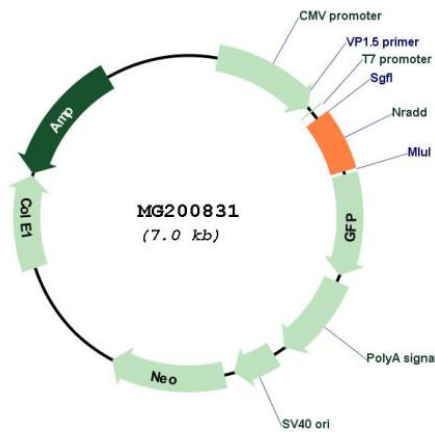 CMV promoter
VP1.5 primer
T7 promoter
SgfI
Nradd
MluI
GFP
PolyA signa
SV40 ori
Neo
Col E1
Amp
MG200831
(7.0 kb)